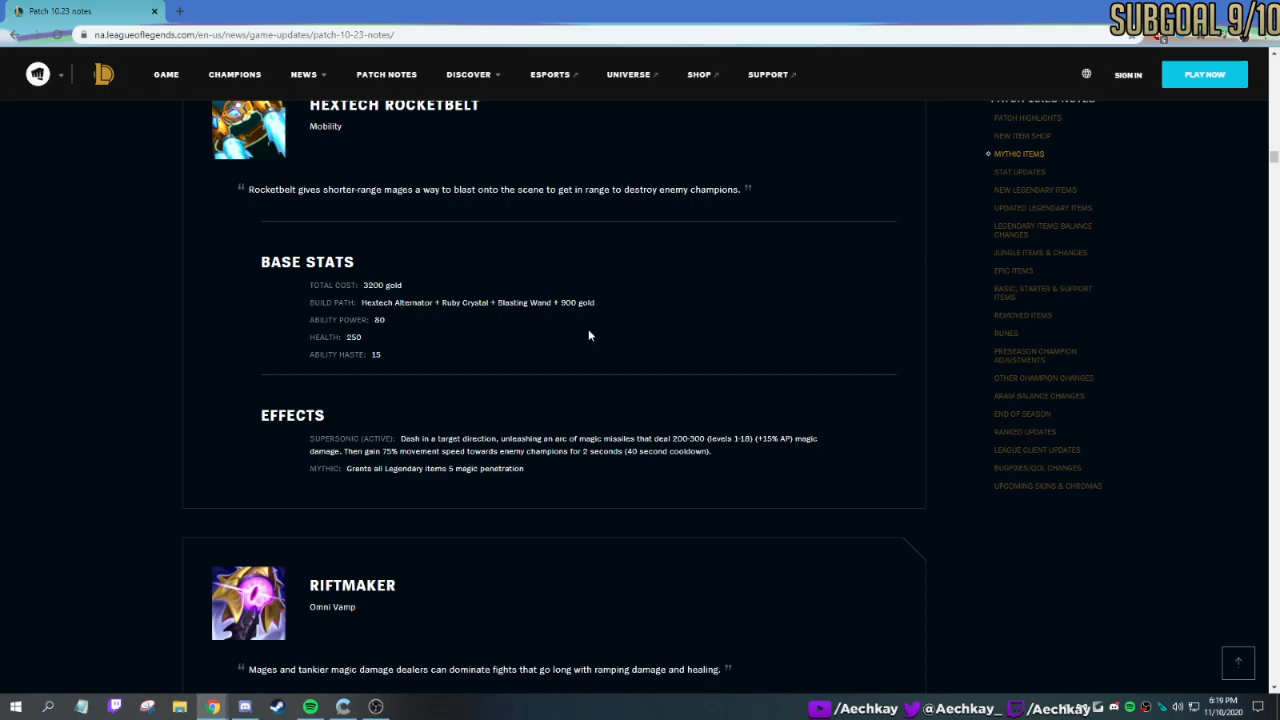 Patch 10.23 notes
SUBGOAL 9/10
na.leagueoflegends.com/en-us/news/game-updates/patch-10-23-notes/
GAME CHAMPIONS NEWS PATCH NOTES DISCOVER ESPORTS UNIVERSE SHOP SUPPORT SIGN IN PLAY NOW
HEXTECH ROCKETBELT
Mobility
“ Rocketbelt gives shorter-range mages a way to blast onto the scene to get in range to destroy enemy champions. ”
BASE STATS
TOTAL COST: 3200 gold
BUILD PATH: Hextech Alternator + Ruby Crystal + Blasting Wand + 900 gold
ABILITY POWER: 80
HEALTH: 250
ABILITY HASTE: 15
EFFECTS
SUPERSONIC (ACTIVE): Dash in a target direction, unleashing an arc of magic missiles that deal 200-300 (levels 1-18) (+15% AP) magic
damage. Then gain 75% movement speed towards enemy champions for 2 seconds (40 second cooldown).
MYTHIC: Grants all Legendary items 5 magic penetration
RIFTMAKER
Omni Vamp
“ Mages and tankier magic damage dealers can dominate fights that go long with ramping damage and healing. ”
PATCH 10.23 NOTES
PATCH HIGHLIGHTS
NEW ITEM SHOP
MYTHIC ITEMS
STAT UPDATES
NEW LEGENDARY ITEMS
UPDATED LEGENDARY ITEMS
LEGENDARY ITEMS BALANCE
CHANGES
JUNGLE ITEMS & CHANGES
EPIC ITEMS
BASIC, STARTER & SUPPORT
ITEMS
REMOVED ITEMS
RUNES
PRESEASON CHAMPION
ADJUSTMENTS
OTHER CHAMPION CHANGES
ARAM BALANCE CHANGES
END OF SEASON
RANKED UPDATES
LEAGUE CLIENT UPDATES
BUGFIXES/QOL CHANGES
UPCOMING SKINS & CHROMAS
/Aechkay @Aechkay_ /Aechkay
6:19 PM
11/10/2020